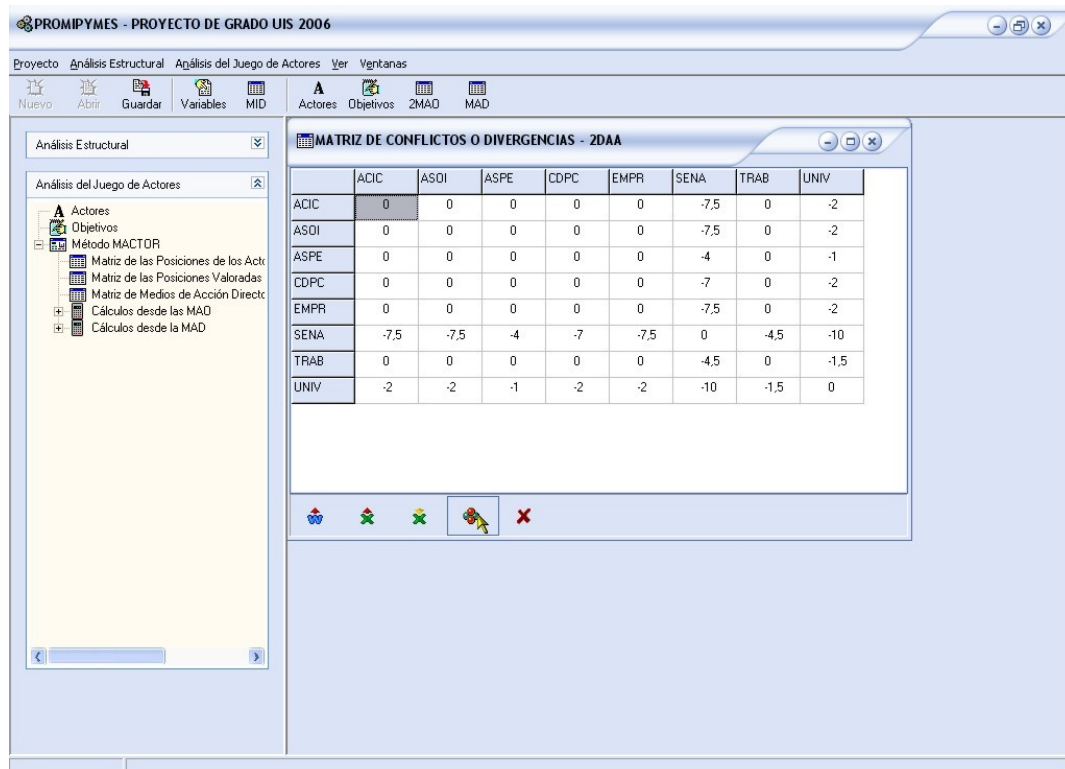 PROMIPYMES - PROYECTO DE GRADO UIS 2006
Proyecto Análisis Estructural Análisis del Juego de Actores Ver Ventanas
Nuevo Abrir Guardar Variables MID A Actores Objetivos 2MAO MAD
Análisis Estructural
Análisis del Juego de Actores
A Actores
Objetivos
Método MACTOR
Matriz de las Posiciones de los Acto
Matriz de las Posiciones Valoradas
Matriz de Medios de Acción Directo
Cálculos desde las MAO
Cálculos desde la MAD
MATRIZ DE CONFLICTOS O DIVERGENCIAS - 2DAA
ACIC ASOI ASPE CDPC EMPR SENA TRAB UNIV
ACIC 0 0 0 0 0 -7,5 0 -2
ASOI 0 0 0 0 0 -7,5 0 -2
ASPE 0 0 0 0 0 -4 0 -1
CDPC 0 0 0 0 0 -7 0 -2
EMPR 0 0 0 0 0 -7,5 0 -2
SENA -7,5 -7,5 -4 -7 -7,5 0 -4,5 -10
TRAB 0 0 0 0 0 -4,5 0 -1,5
UNIV -2 -2 -1 -2 -2 -10 -1,5 0